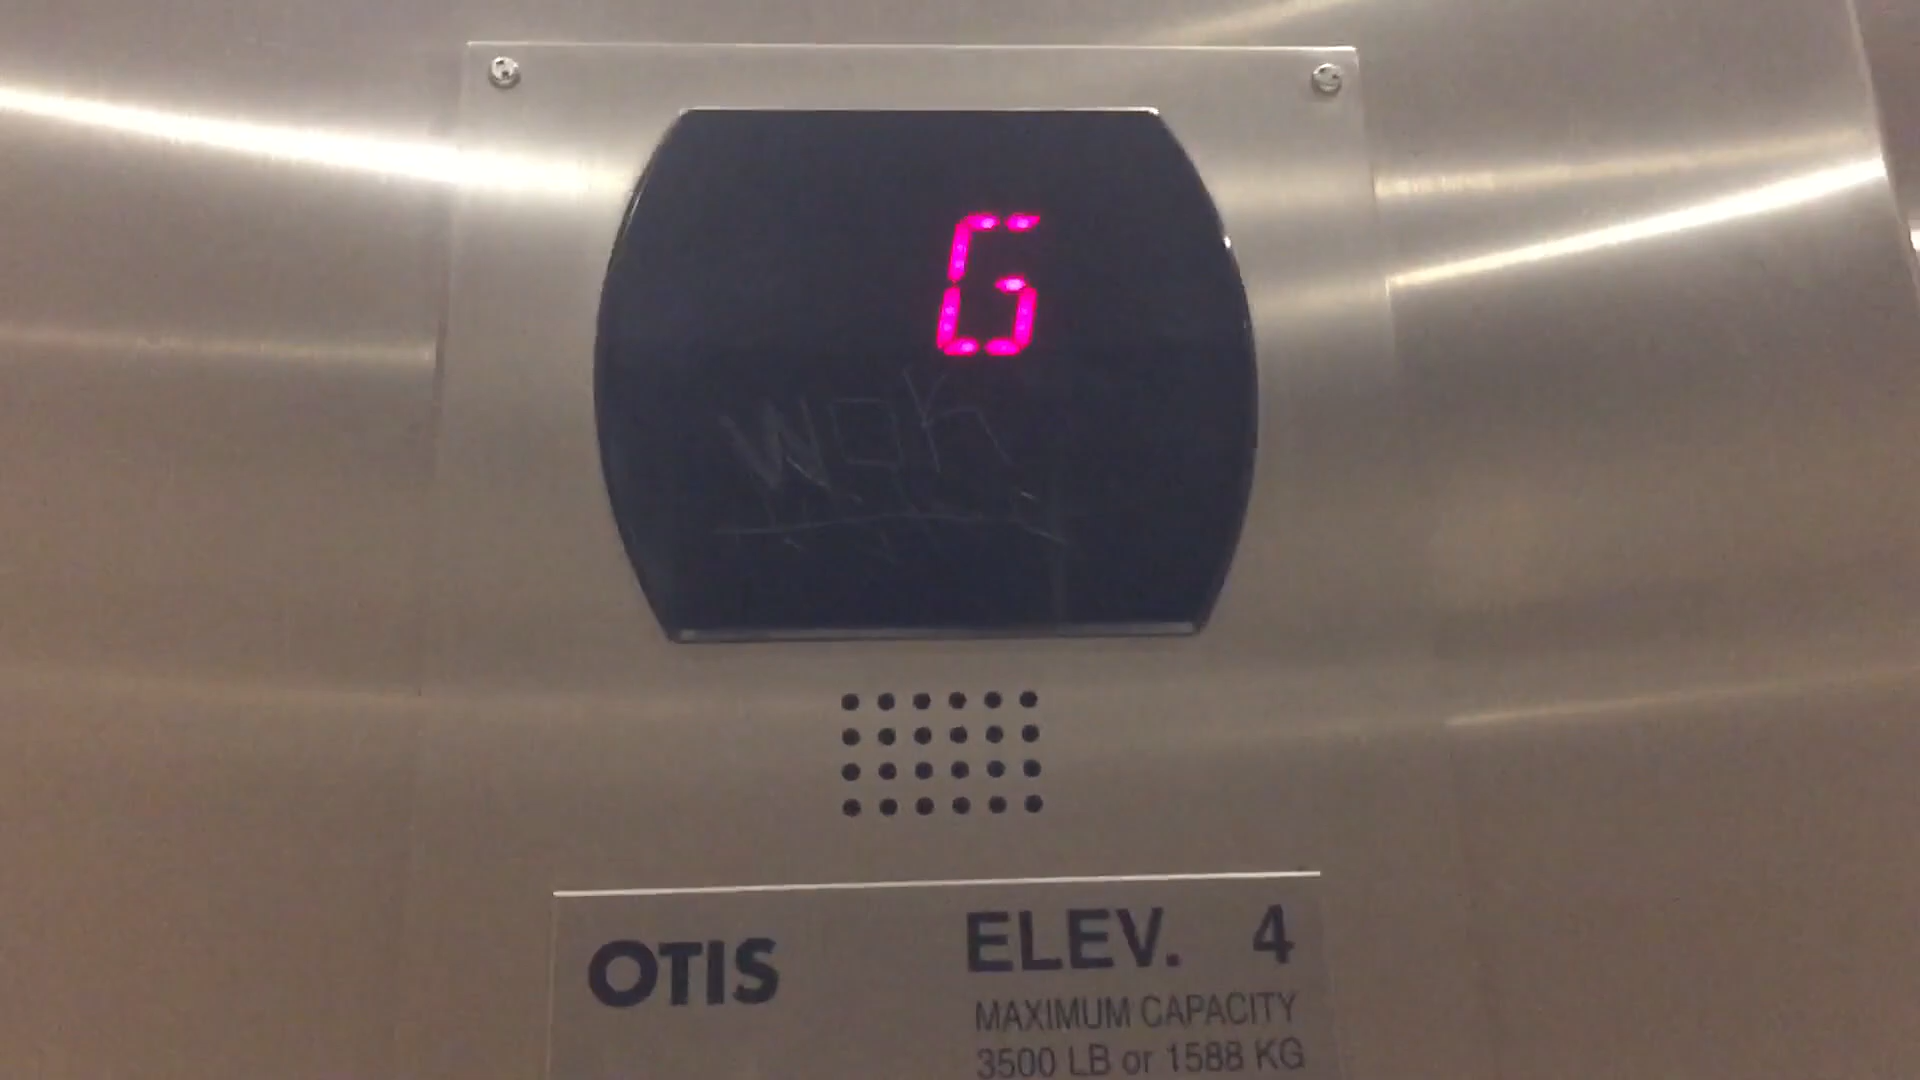 G
OTIS
ELEV. 4
MAXIMUM CAPACITY
3500 LB or 1588 KG